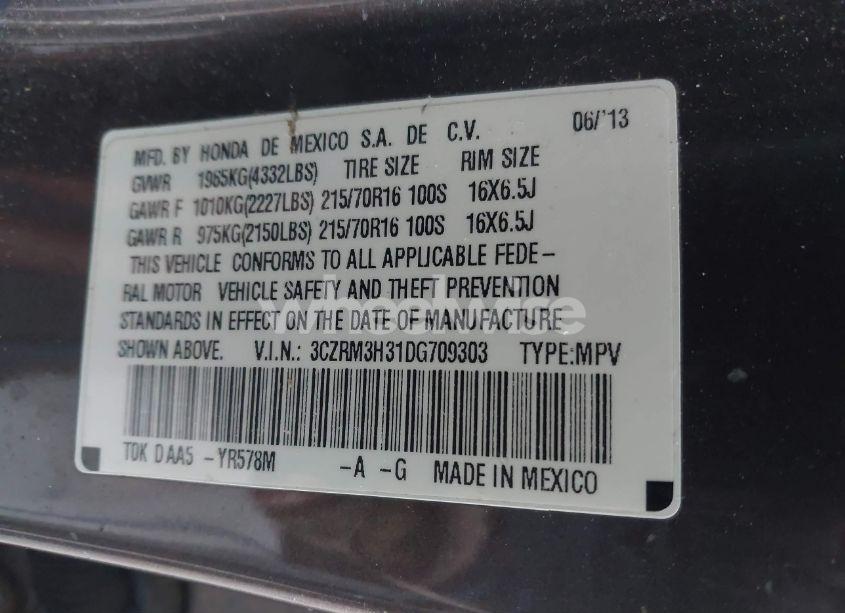 MFD. BY HONDA DE MEXICO S.A. DE C.V. 06/'13
GVWR 1965KG(4332LBS) TIRE SIZE RIM SIZE
GAWR F 1010KG(2227LBS) 215/70R16 100S 16X6.5J
GAWR R 975KG(2150LBS) 215/70R16 100S 16X6.5J
THIS VEHICLE CONFORMS TO ALL APPLICABLE FEDE-
RAL MOTOR VEHICLE SAFETY AND THEFT PREVENTION
STANDARDS IN EFFECT ON THE DATE OF MANUFACTURE
SHOWN ABOVE. V.I.N.: 3CZRM3H31DG709303 TYPE:MPV
TDK D AA5 -YR578M -A -G MADE IN MEXICO